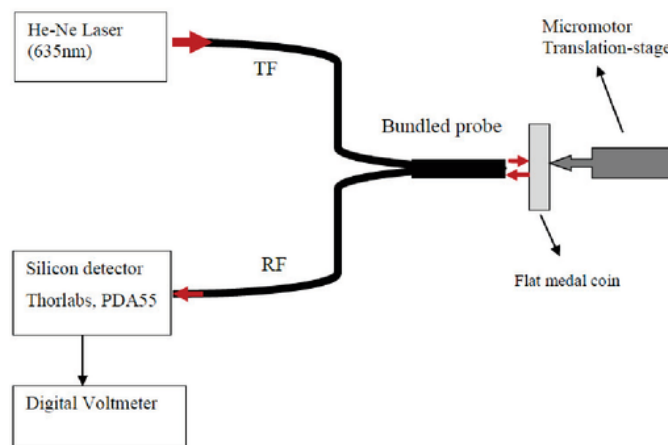 He-Ne Laser
(635nm)
TF
Micromotor
Translation-stage
Bundled probe
Flat medal coin
RF
Silicon detector
Thorlabs, PDA55
Digital Voltmeter